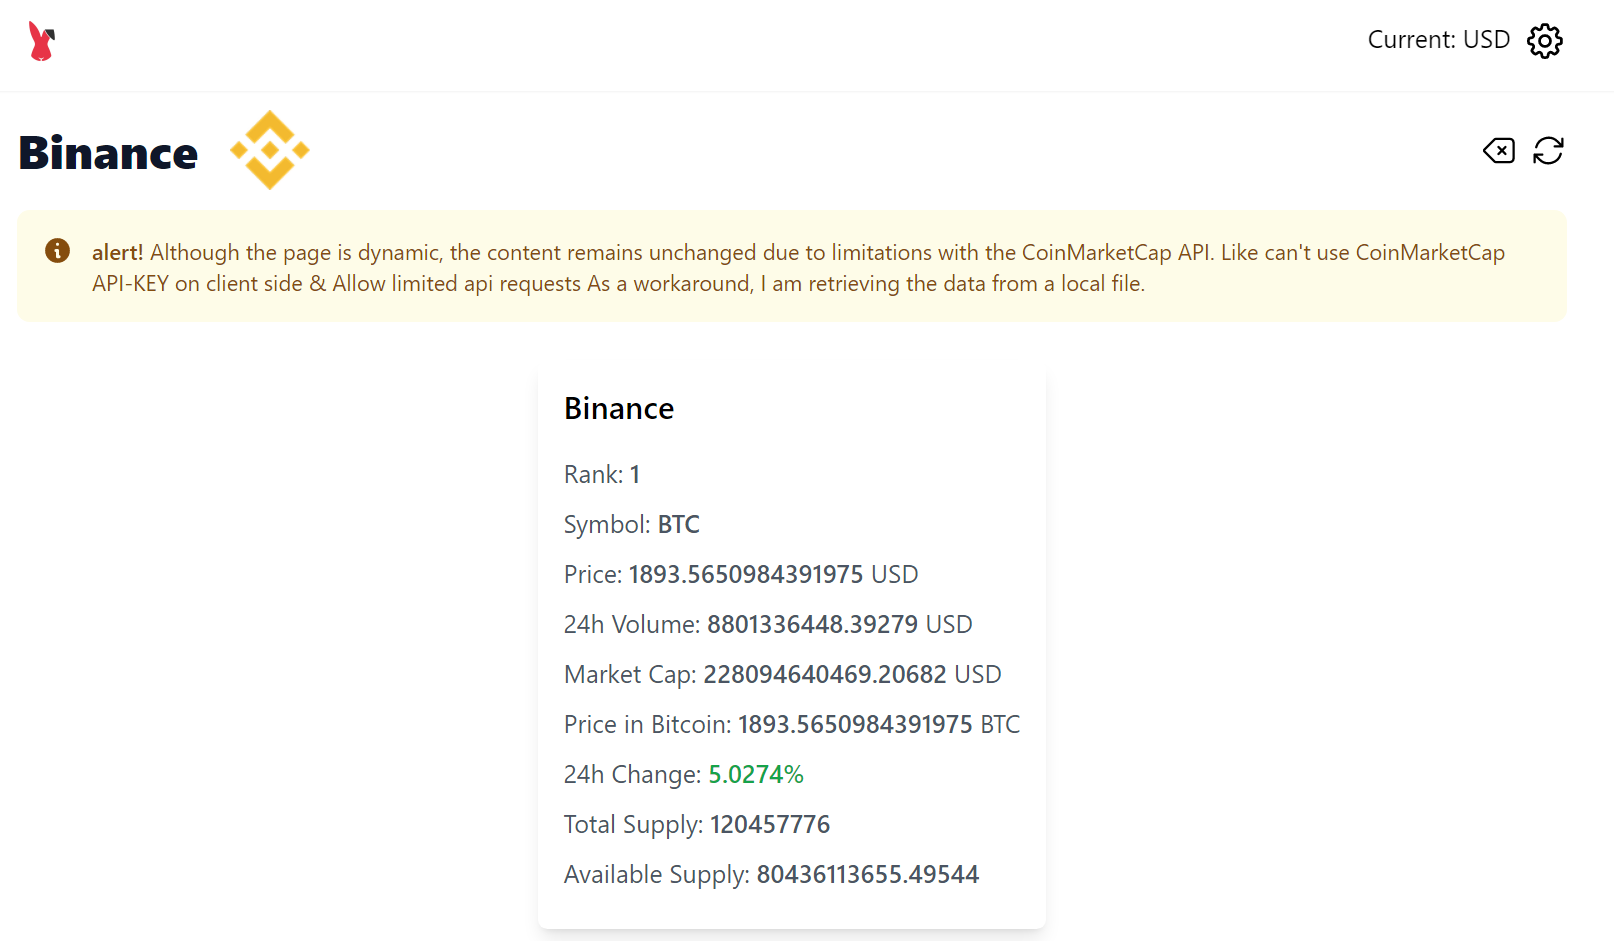 Current: USD
Binance
alert! Although the page is dynamic, the content remains unchanged due to limitations with the CoinMarketCap API. Like can't use CoinMarketCap
API-KEY on client side & Allow limited api requests As a workaround, I am retrieving the data from a local file.
Binance
Rank: 1
Symbol: BTC
Price: 1893.5650984391975 USD
24h Volume: 8801336448.39279 USD
Market Cap: 228094640469.20682 USD
Price in Bitcoin: 1893.5650984391975 BTC
24h Change: 5.0274%
Total Supply: 120457776
Available Supply: 80436113655.49544